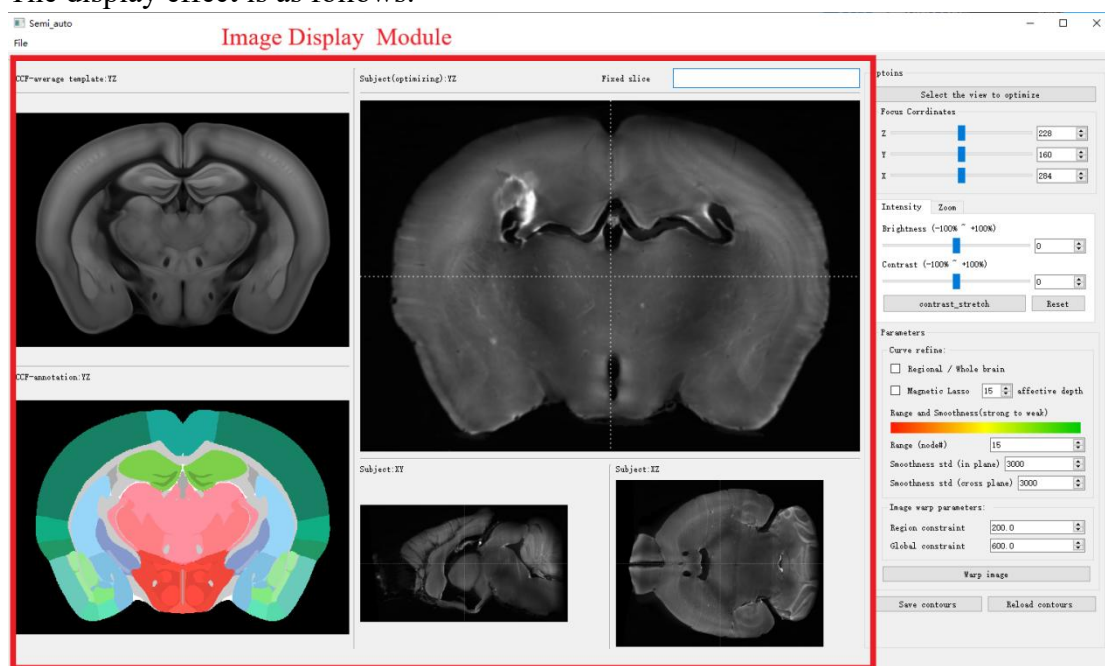 The display effect is as follows:
Semi_auto
File
Image Display Module
CCF-average template:YZ
Subject(optimizing):YZ
Fixed slice
CCF-annotation:YZ
Subject:XY
Subject:XZ
ptoins
Select the view to optimize
Focus Corrdinates
Z 228
Y 160
X 284
Intensity Zoom
Brightness (-100% ~ +100%)
0
Contrast (-100% ~ +100%)
0
contrast_stretch Reset
Parameters
Curve refine:
Regional / Whole brain
Magnetic Lasso 15 affective depth
Range and Smoothness(strong to weak)
Range (node#) 15
Smoothness std (in plane) 3000
Smoothness std (cross plane) 3000
Image warp parameters:
Region constraint 200.0
Global constraint 600.0
Warp image
Save contours Reload contours